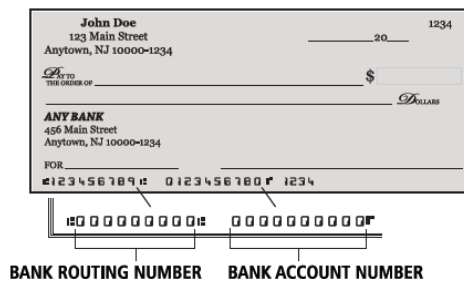 John Doe
1234
123 Main Street
20
Anytown, NJ 10000-1234
PAY TO
THE ORDER OF
$
DOLLARS
ANY BANK
456 Main Street
Anytown, NJ 10000-1234
FOR
⑆123456789⑆ 0123456780⑈ 1234
⑆000000000⑆ 0000000000⑈
BANK ROUTING NUMBER BANK ACCOUNT NUMBER